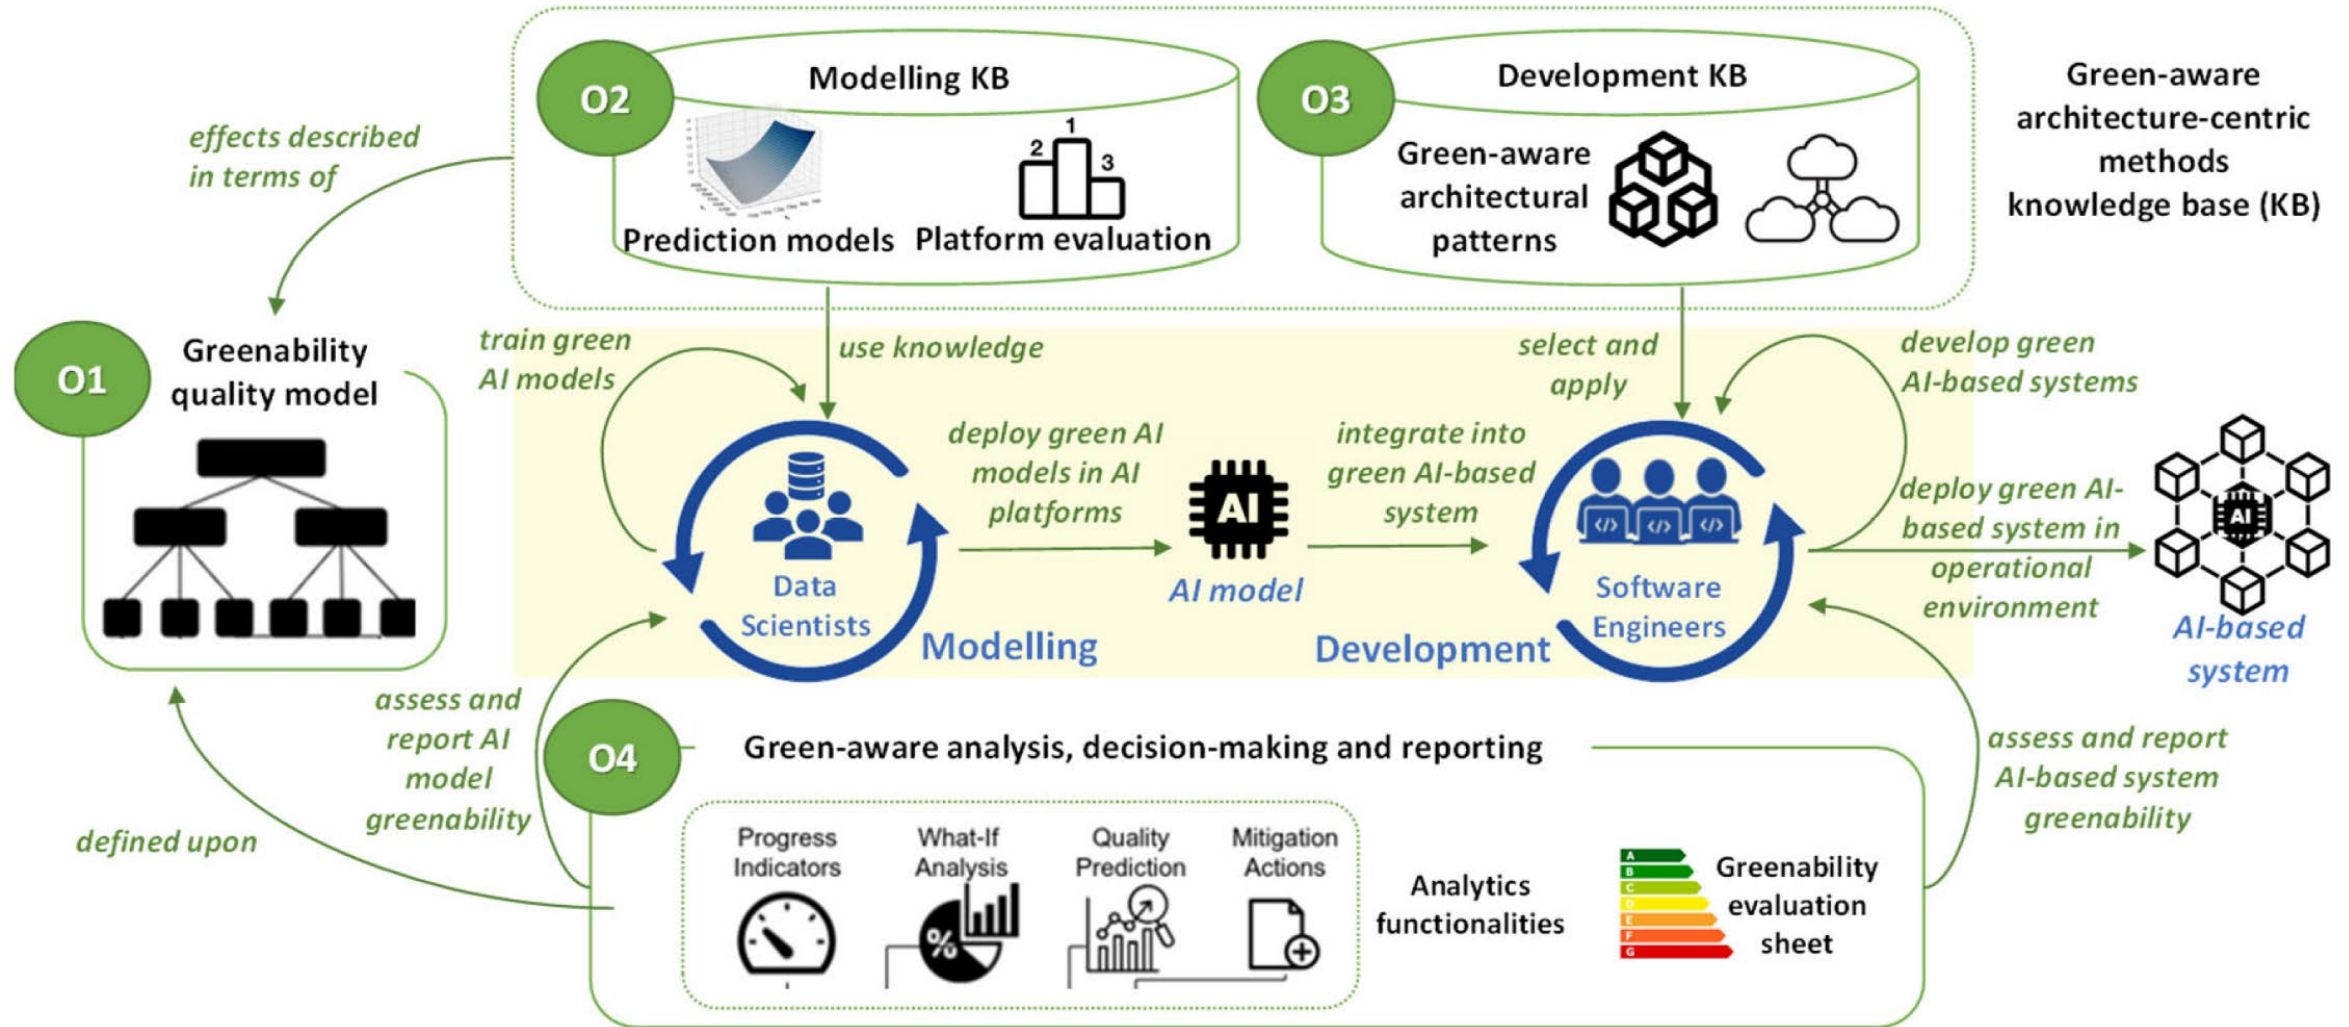 O2
Modelling KB
2
1
3
Prediction models
Platform evaluation
O3
Development KB
Green-aware
architectural
patterns
Green-aware
architecture-centric
methods
knowledge base (KB)
effects described
in terms of
O1
Greenability
quality model
train green
AI models
use knowledge
select and
apply
develop green
AI-based systems
Data
Scientists
Modelling
deploy green AI
models in AI
platforms
AI
AI model
integrate into
green AI-based
system
</>
</>
</>
Software
Engineers
Development
deploy green AI-
based system in
operational
environment
AI
AI-based
system
assess and
report AI
model
greenability
defined upon
O4
Green-aware analysis, decision-making and reporting
Progress
Indicators
What-If
Analysis
%
Quality
Prediction
Mitigation
Actions
Analytics
functionalities
A
B
C
D
E
F
G
Greenability
evaluation
sheet
assess and report
AI-based system
greenability